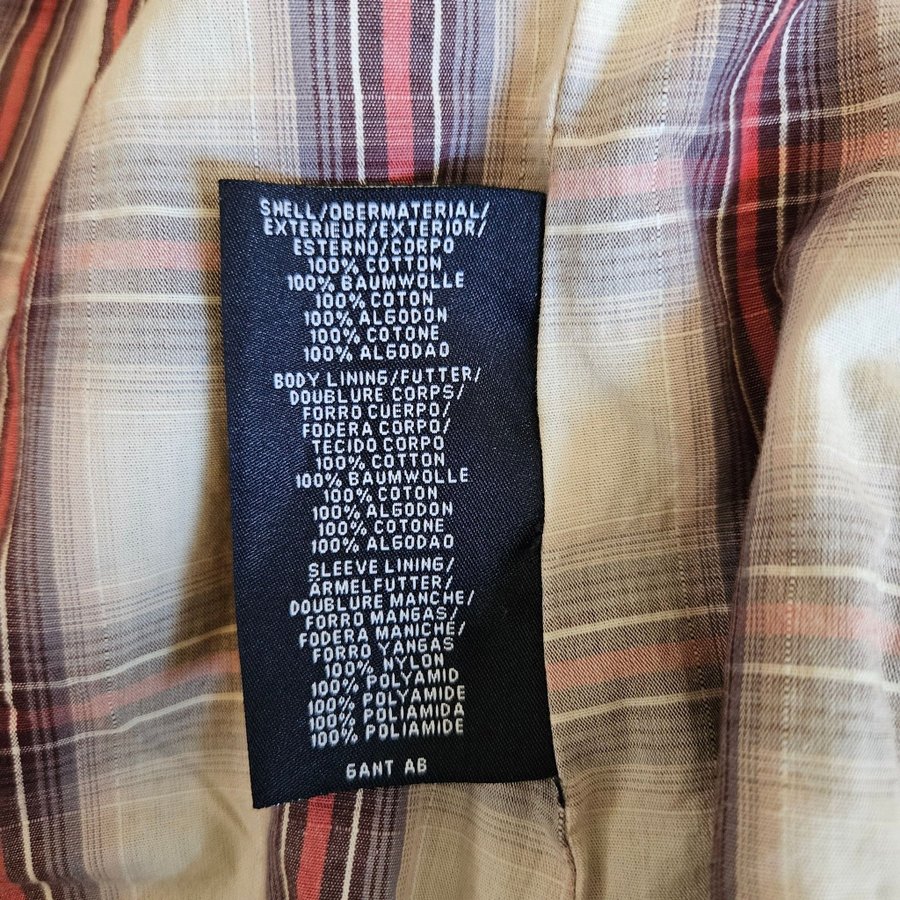 SHELL/OBERMATERIAL/
EXTERIEUR/EXTERIOR/
ESTERNO/CORPO
100% COTTON
100% BAUMWOLLE
100% COTON
100% ALGODON
100% COTONE
100% ALGODAO
BODY LINING/FUTTER/
DOUBLURE CORPS/
FORRO CUERPO/
FODERA CORPO/
TECIDO CORPO
100% COTTON
100% BAUMWOLLE
100% COTON
100% ALGODON
100% COTONE
100% ALGODAO
SLEEVE LINING/
ÄRMELFUTTER/
DOUBLURE MANCHE/
FORRO MANGAS/
FODERA MANICHE/
FORRO YANGAS
100% NYLON
100% POLYAMID
100% POLYAMIDE
100% POLIAMIDA
100% POLIAMIDE
GANT AB